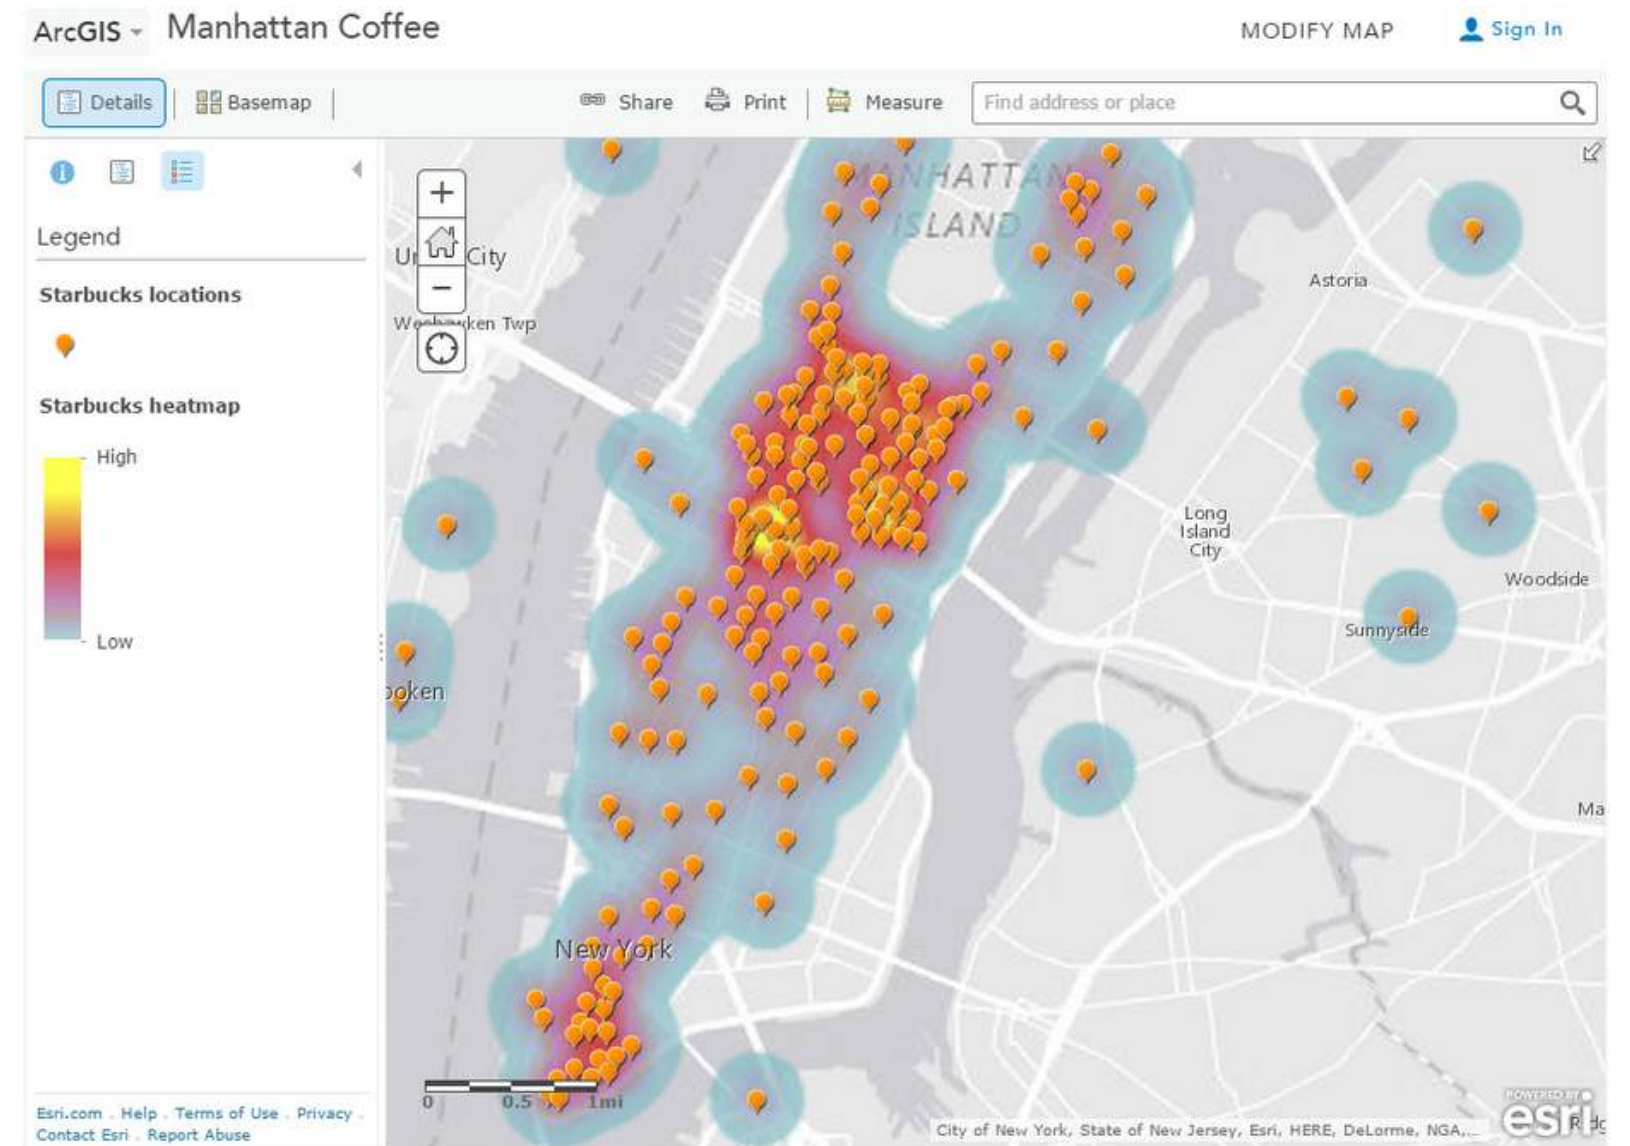 ArcGIS Manhattan Coffee MODIFY MAP Sign In
Details Basemap Share Print Measure Find address or place
Legend
Starbucks locations
Starbucks heatmap
High
Low
Esri.com . Help . Terms of Use . Privacy .
Contact Esri . Report Abuse
MANHATTAN
ISLAND
City
Astoria
Long
Island
City
Woodside
Sunnyside
New York
0 0.5 1mi
City of New York, State of New Jersey, Esri, HERE, DeLorme, NGA,...
POWERED BY
esri